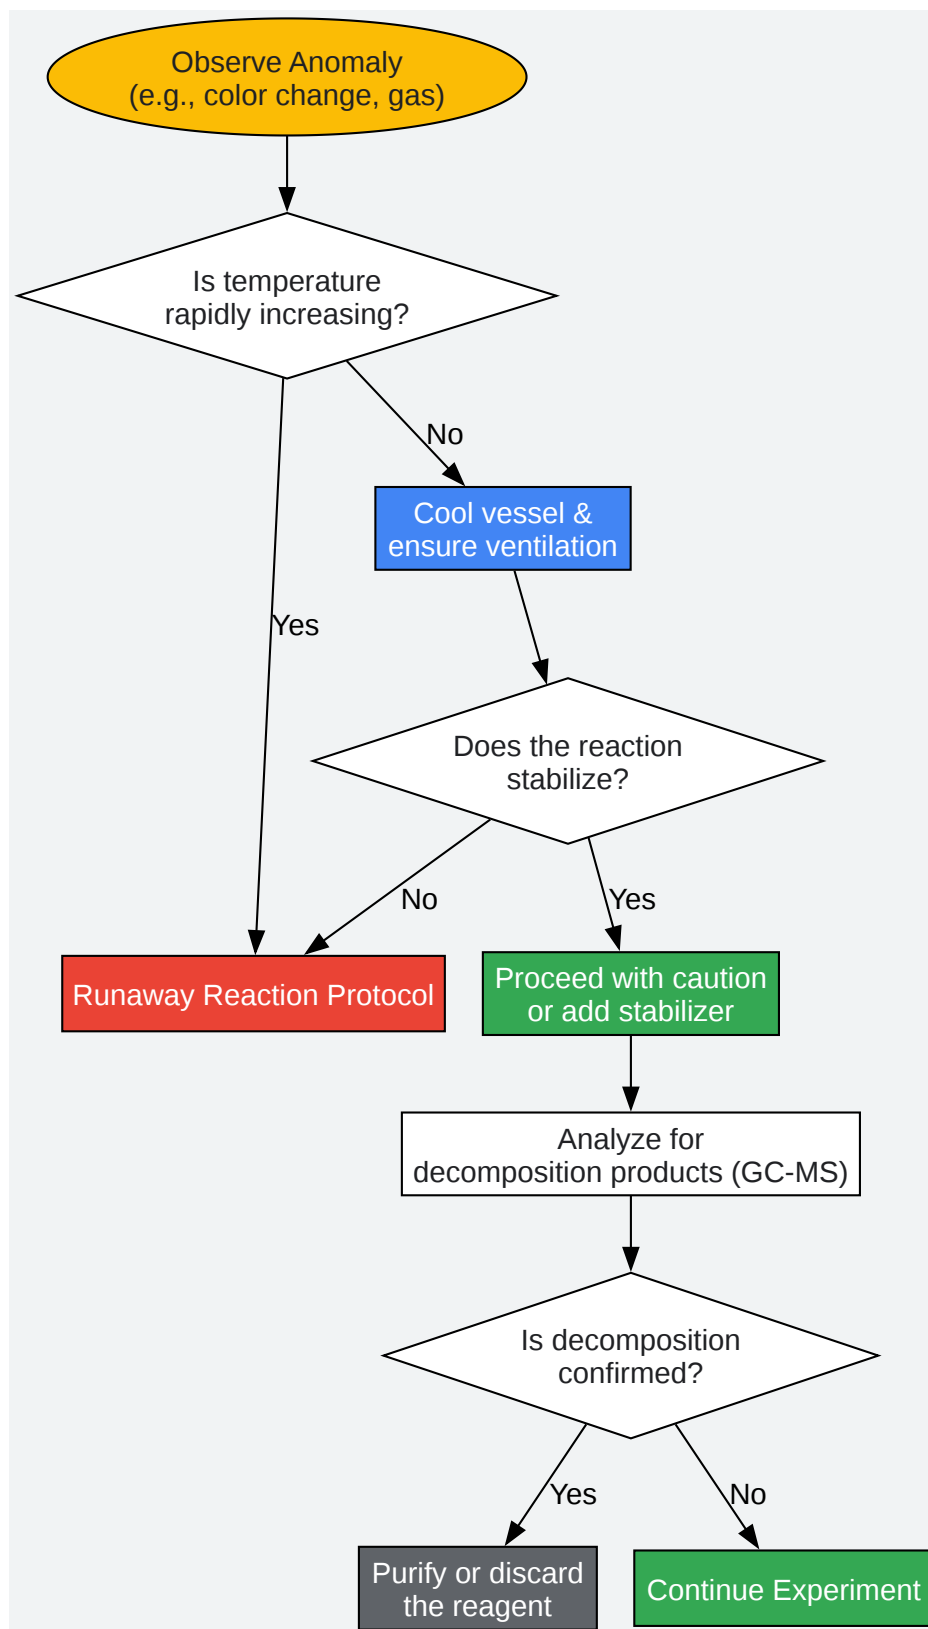 Observe Anomaly
(e.g., color change, gas)
Is temperature
rapidly increasing?
No
Cool vessel &
ensure ventilation
Yes
Does the reaction
stabilize?
No
Yes
Runaway Reaction Protocol
Proceed with caution
or add stabilizer
Analyze for
decomposition products (GC-MS)
Is decomposition
confirmed?
Yes
No
Purify or discard
the reagent
Continue Experiment